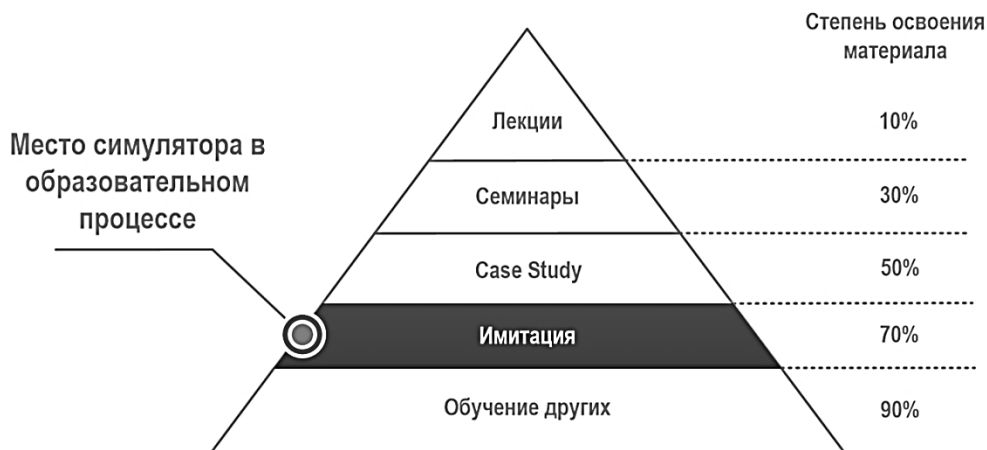 Степень освоения
материала
Место симулятора в
образовательном
процессе
Лекции 10%
Семинары 30%
Case Study 50%
Имитация 70%
Обучение других 90%